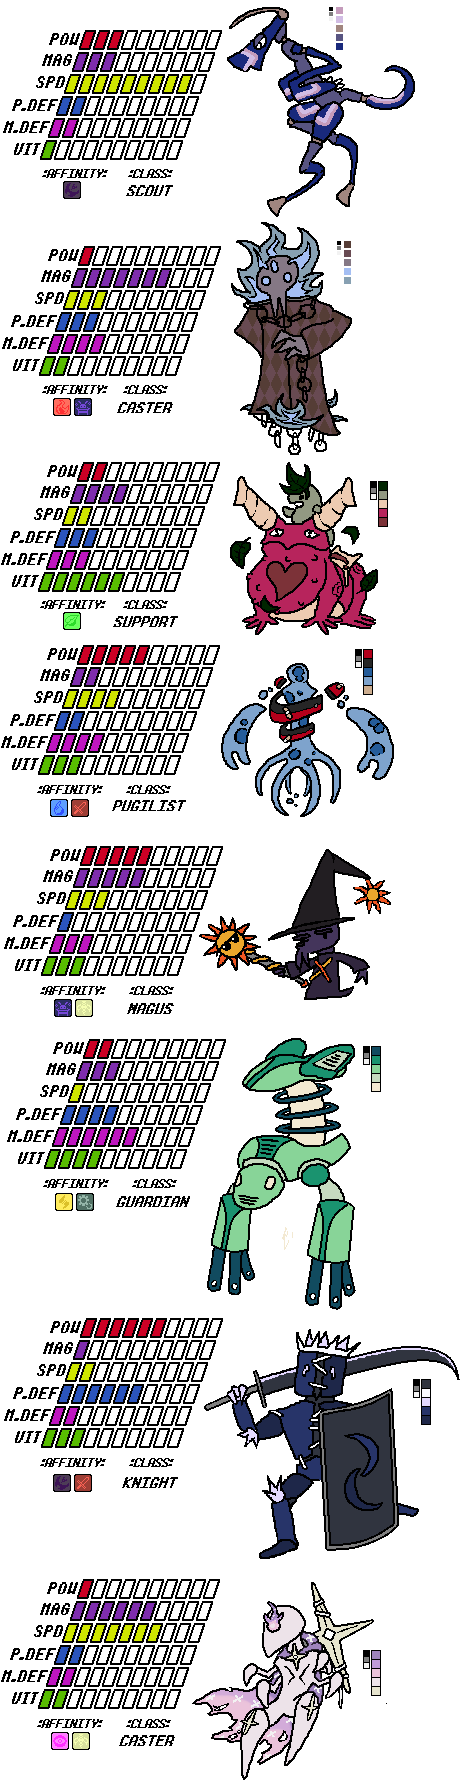 POW
MAG
SPD
P.DEF
M.DEF
VIT
:AFFINITY: :CLASS:
SCOUT
POW
MAG
SPD
P.DEF
M.DEF
VIT
:AFFINITY: :CLASS:
CASTER
POW
MAG
SPD
P.DEF
M.DEF
VIT
:AFFINITY: :CLASS:
SUPPORT
POW
MAG
SPD
P.DEF
M.DEF
VIT
:AFFINITY: :CLASS:
PUGILIST
POW
MAG
SPD
P.DEF
M.DEF
VIT
:AFFINITY: :CLASS:
MAGUS
POW
MAG
SPD
P.DEF
M.DEF
VIT
:AFFINITY: :CLASS:
GUARDIAN
POW
MAG
SPD
P.DEF
M.DEF
VIT
:AFFINITY: :CLASS:
KNIGHT
POW
MAG
SPD
P.DEF
M.DEF
VIT
:AFFINITY: :CLASS:
CASTER